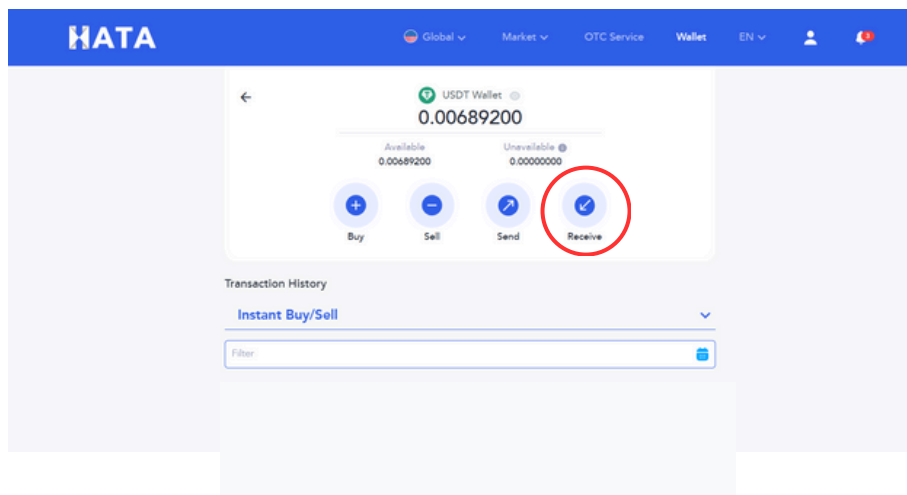 HATA
Global Market OTC Service Wallet EN
3
USDT Wallet
0.00689200
Available Unavailable
0.00689200 0.00000000
Buy Sell Send Receive
Transaction History
Instant Buy/Sell
Filter